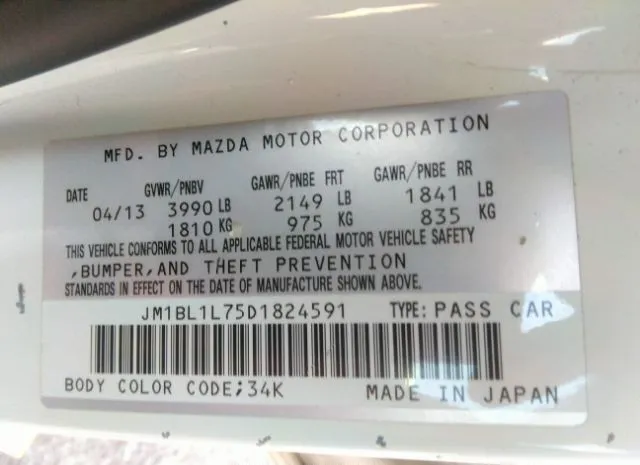 MFD. BY MAZDA MOTOR CORPORATION
DATE GVWR/PNBV GAWR/PNBE FRT GAWR/PNBE RR
04/13 3990 LB 2149 LB 1841 LB
1810 KG 975 KG 835 KG
THIS VEHICLE CONFORMS TO ALL APPLICABLE FEDERAL MOTOR VEHICLE SAFETY
,BUMPER,AND THEFT PREVENTION
STANDARDS IN EFFECT ON THE DATE OF MANUFACTURE SHOWN ABOVE.
JM1BL1L75D1824591 TYPE: PASS CAR
BODY COLOR CODE;34K MADE IN JAPAN